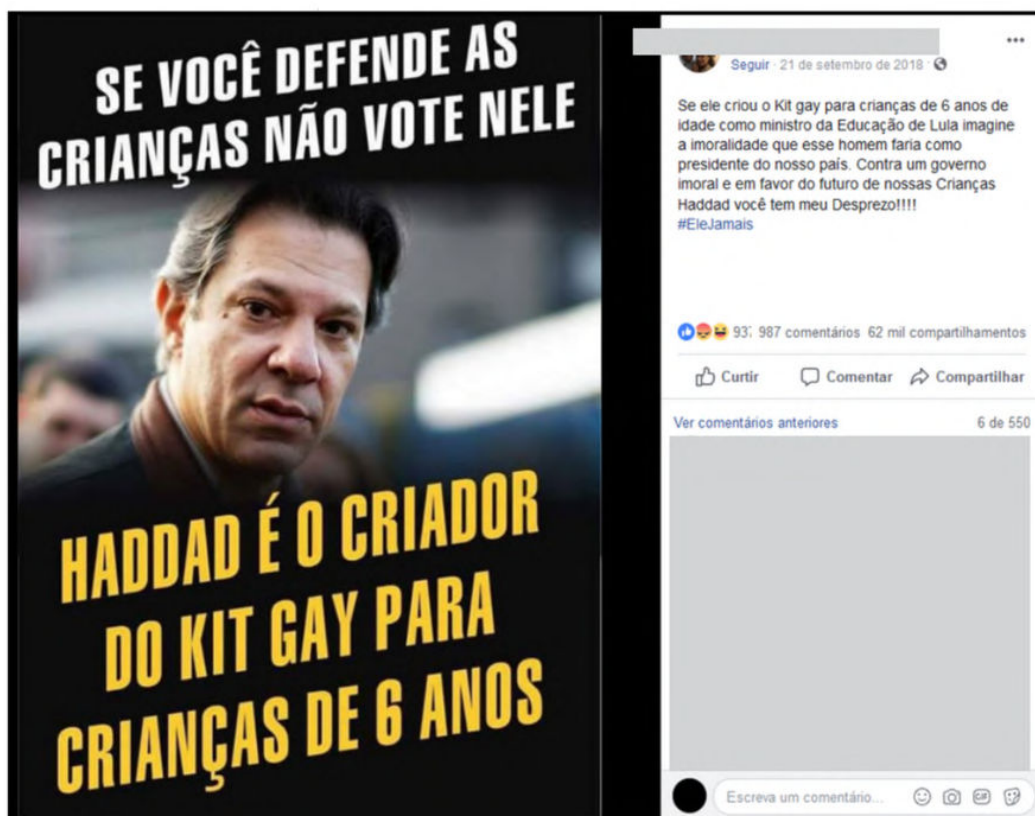 SE VOCÊ DEFENDE AS
CRIANÇAS NÃO VOTE NELE
HADDAD É O CRIADOR
DO KIT GAY PARA
CRIANÇAS DE 6 ANOS
Seguir · 21 de setembro de 2018 ·
Se ele criou o Kit gay para crianças de 6 anos de
idade como ministro da Educação de Lula imagine
a imoralidade que esse homem faria como
presidente do nosso país. Contra um governo
imoral e em favor do futuro de nossas Crianças
Haddad você tem meu Desprezo!!!!
#EleJamais
987 comentários 62 mil compartilhamentos
Curtir Comentar Compartilhar
Ver comentários anteriores 6 de 550
Escreva um comentário... GIF